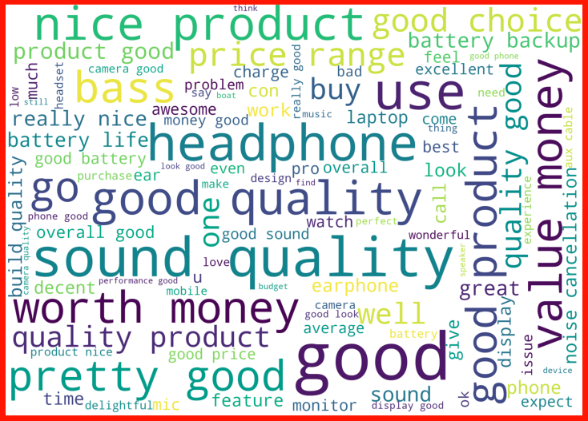 think
nice product
good choice
product good
price range
battery backup
camera good
really good
feel
good phone
low
much
headset
bass
problem
charge
bad
excellent
con
say
boat
buy
use
need
still
awesome
work
really nice
money good
music
laptop
come
thing
aux cable
battery life
headphone
best
good battery
look good
even
pro
overall
look
purchase
ear
design
find
make
go
good quality
one
call
experience
quality good
product
value money
noise cancellation
build quality
phone good
watch
perfect
overall good
good sound
wonderful
camera quality
sound quality
speaker
love
decent
performance good
u
mobile
budget
earphone
great
worth money
camera
good look
well
display
issue
quality product
average
battery
give
good
good
product nice
good price
device
pretty good
sound
phone
time
feature
ok
expect
delightful
mic
monitor
display good